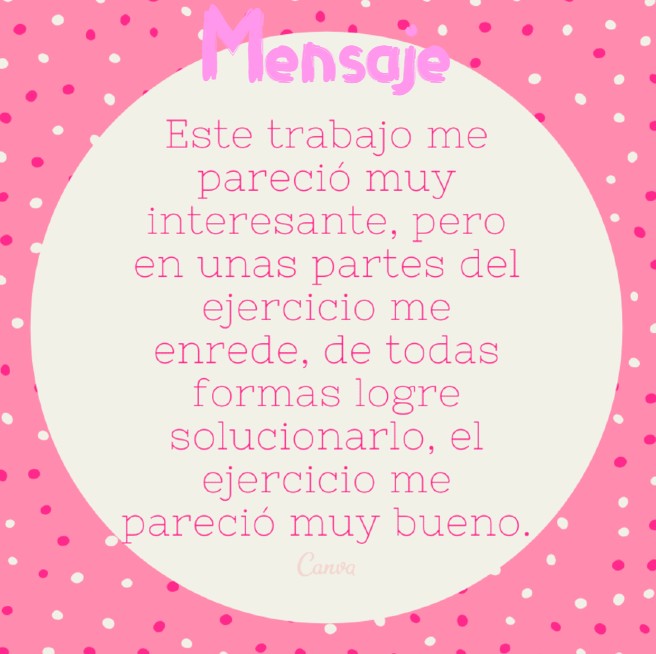 Mensaje
Este trabajo me
pareció muy
interesante, pero
en unas partes del
ejercicio me
enrede, de todas
formas logre
solucionarlo, el
ejercicio me
pareció muy bueno.
Canva